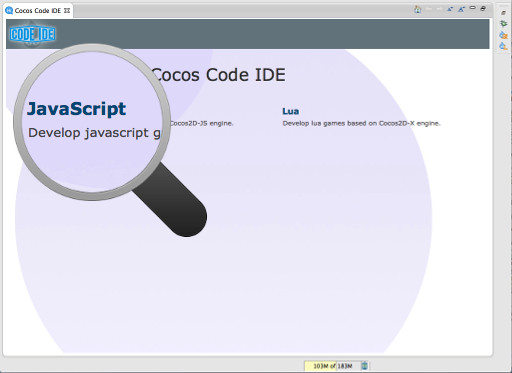 Cocos Code IDE
CODE IDE
Cocos Code IDE
JavaScript
Develop javascript g
Cocos2D-JS engine.
Lua
Develop lua games based on Cocos2D-X engine.
103M of 183M